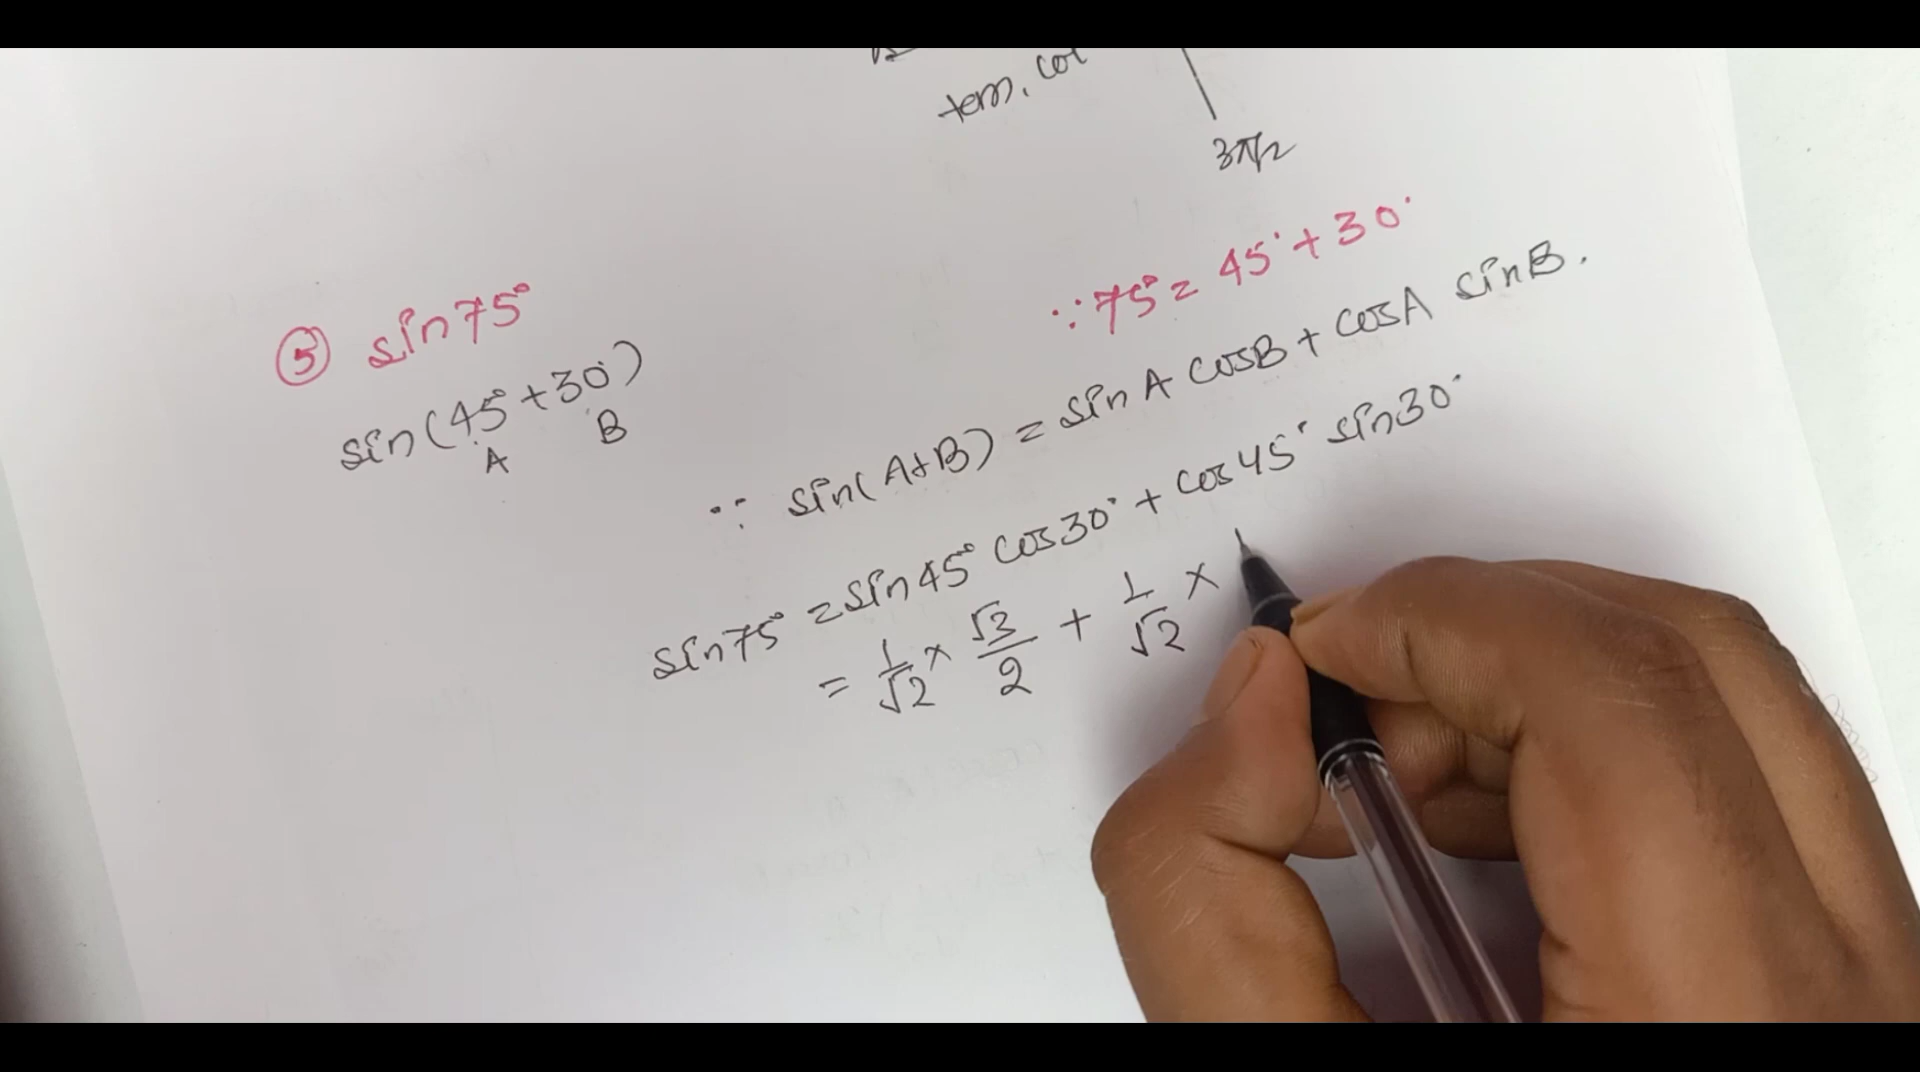 tan, cot
3π/2
⑤ sin75°
∵ 75° = 45° + 30°
sin(45° + 30°)
A B
∵ sin(A+B) = sinA cosB + cosA sinB.
sin75° = sin45° cos30° + cos45° sin30°
= 1/√2 × √3/2 + 1/√2 ×